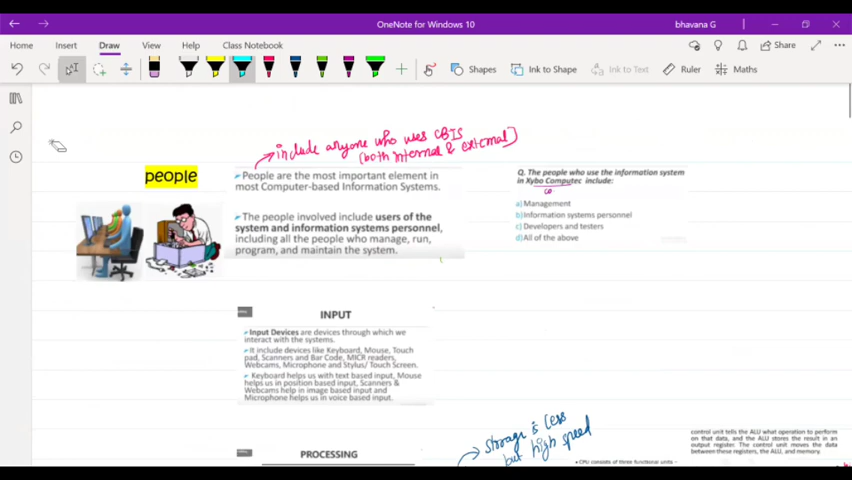 OneNote for Windows 10
bhavana G
Home
Insert
Draw
View
Help
Class Notebook
Share
Shapes
Ink to Shape
Ink to Text
Ruler
Maths
include anyone who uses CBIS
(both internal & external)
people
People are the most important element in
most Computer-based Information Systems.
The people involved include users of the
system and information systems personnel,
including all the people who manage, run,
program, and maintain the system.
Q. The people who use the information system
in Xybo Computec include:
co
a) Management
b) Information systems personnel
c) Developers and testers
d) All of the above
INPUT
Input Devices are devices through which we
interact with the systems.
It include devices like Keyboard, Mouse, Touch
pad, Scanners and Bar Code, MICR readers,
Webcams, Microphone and Stylus/ Touch Screen.
Keyboard helps us with text based input, Mouse
helps us in position based input, Scanners &
Webcams help in image based input and
Microphone helps us in voice based input.
Storage is less
but high speed
PROCESSING
control unit tells the ALU what operation to perform
on that data, and the ALU stores the result in an
output register. The control unit moves the data
between these registers, the ALU, and memory.
CPU consists of three functional units -